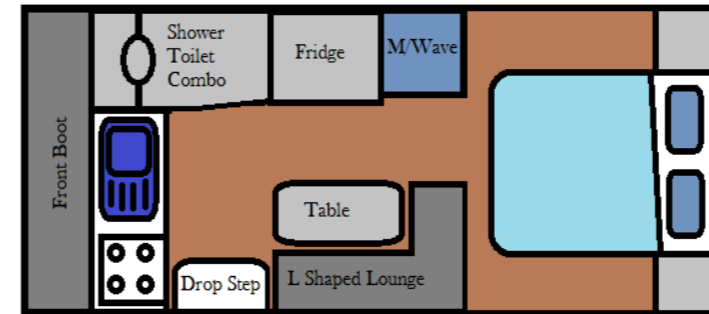 Shower
Toilet
Combo
Fridge
M/Wave
Front Boot
Table
Drop Step
L Shaped Lounge